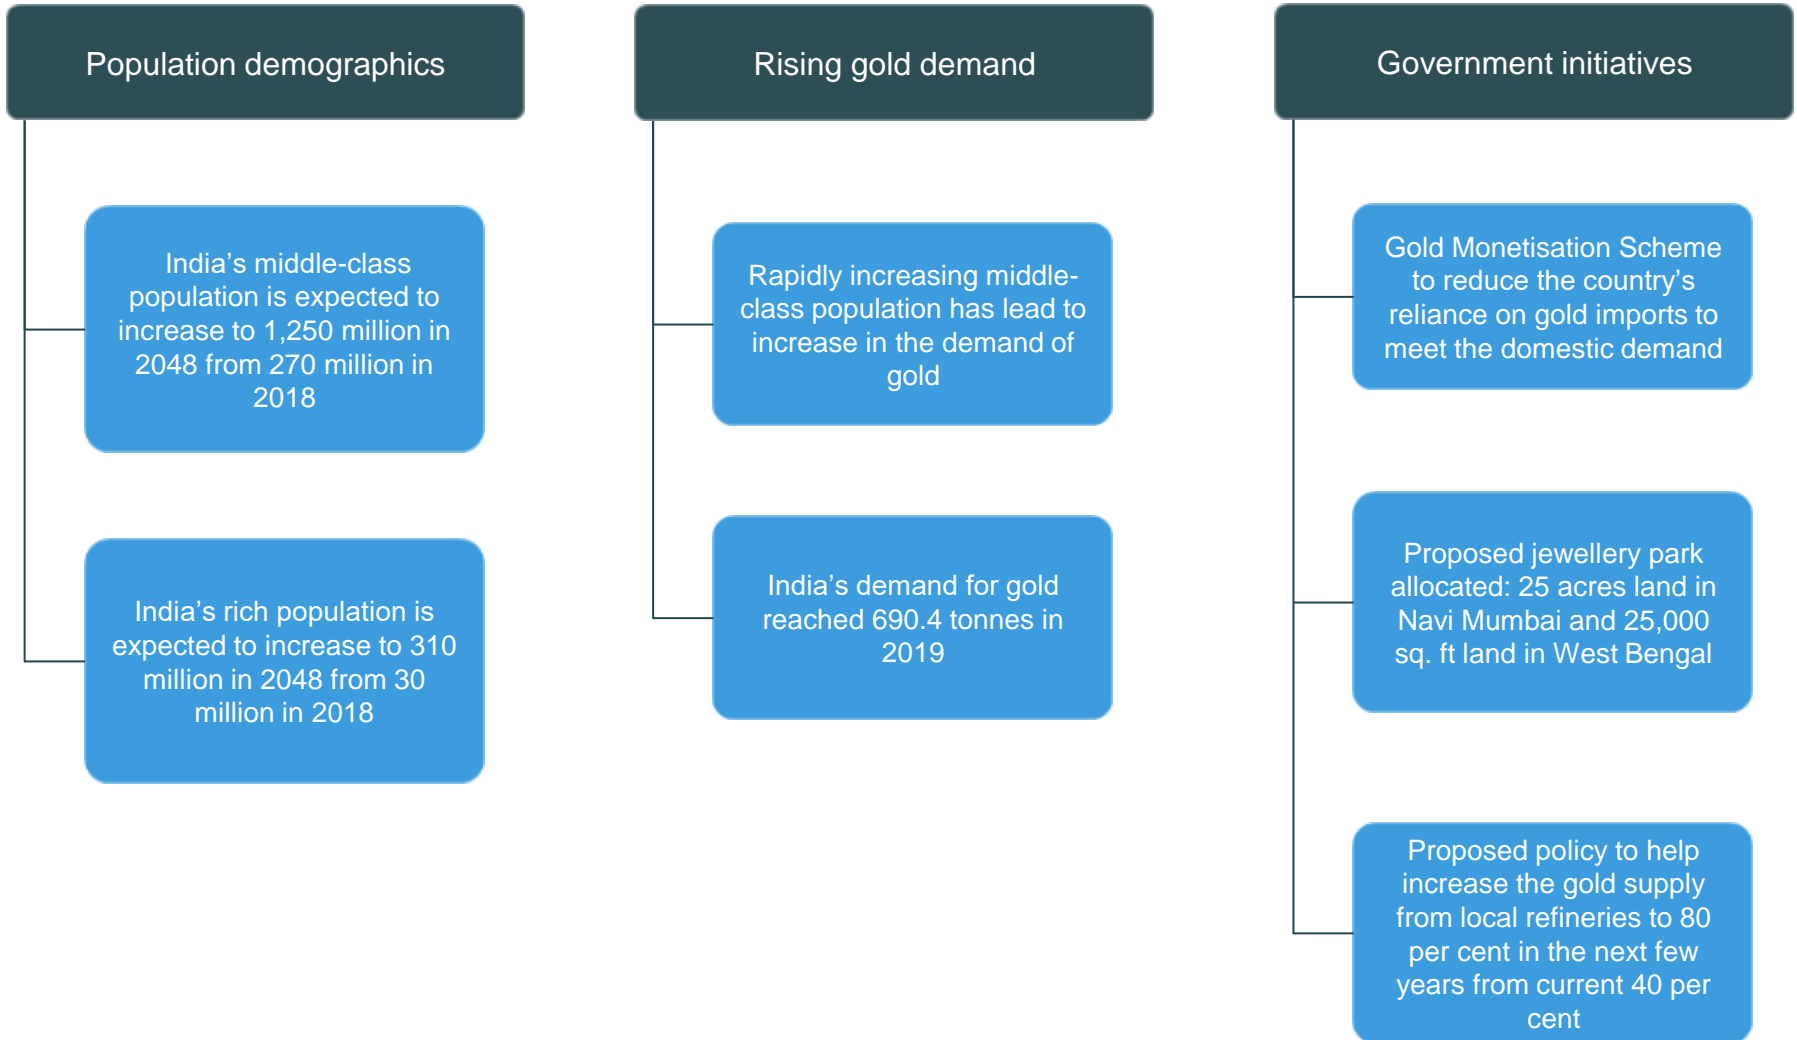 Population demographics
India’s middle-class
population is expected to
increase to 1,250 million in
2048 from 270 million in
2018
India’s rich population is
expected to increase to 310
million in 2048 from 30
million in 2018
Rising gold demand
Rapidly increasing middle-
class population has lead to
increase in the demand of
gold
India’s demand for gold
reached 690.4 tonnes in
2019
Government initiatives
Gold Monetisation Scheme
to reduce the country’s
reliance on gold imports to
meet the domestic demand
Proposed jewellery park
allocated: 25 acres land in
Navi Mumbai and 25,000
sq. ft land in West Bengal
Proposed policy to help
increase the gold supply
from local refineries to 80
per cent in the next few
years from current 40 per
cent